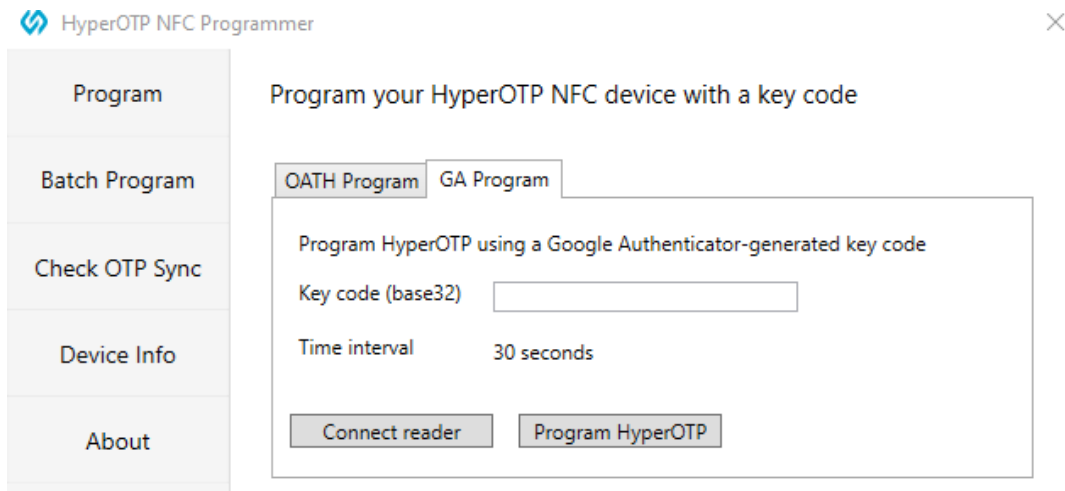 HyperOTP NFC Programmer
Program
Program your HyperOTP NFC device with a key code
Batch Program
OATH Program
GA Program
Program HyperOTP using a Google Authenticator-generated key code
Check OTP Sync
Key code (base32)
Time interval
30 seconds
Device Info
Connect reader
Program HyperOTP
About